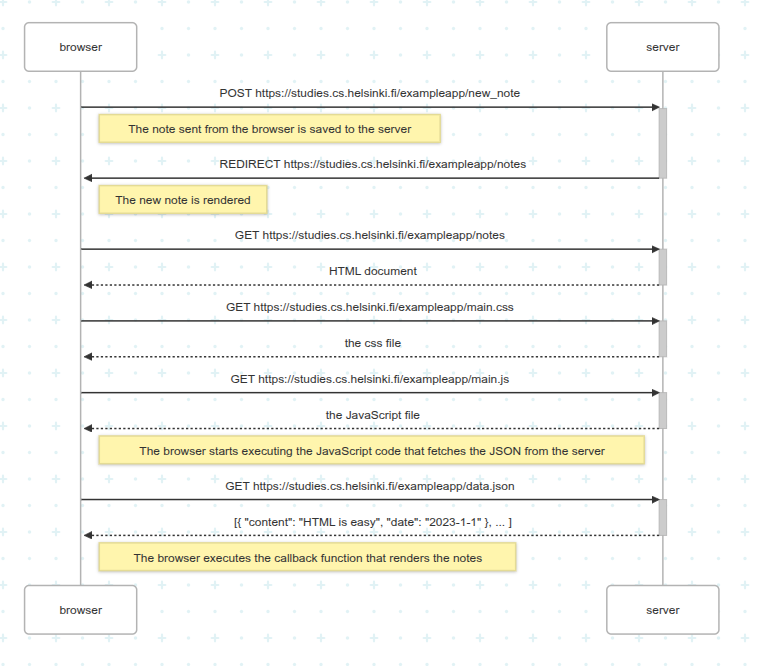 browser
server
POST https://studies.cs.helsinki.fi/exampleapp/new_note
The note sent from the browser is saved to the server
REDIRECT https://studies.cs.helsinki.fi/exampleapp/notes
The new note is rendered
GET https://studies.cs.helsinki.fi/exampleapp/notes
HTML document
GET https://studies.cs.helsinki.fi/exampleapp/main.css
the css file
GET https://studies.cs.helsinki.fi/exampleapp/main.js
the JavaScript file
The browser starts executing the JavaScript code that fetches the JSON from the server
GET https://studies.cs.helsinki.fi/exampleapp/data.json
[{ "content": "HTML is easy", "date": "2023-1-1" }, ... ]
The browser executes the callback function that renders the notes
browser
server